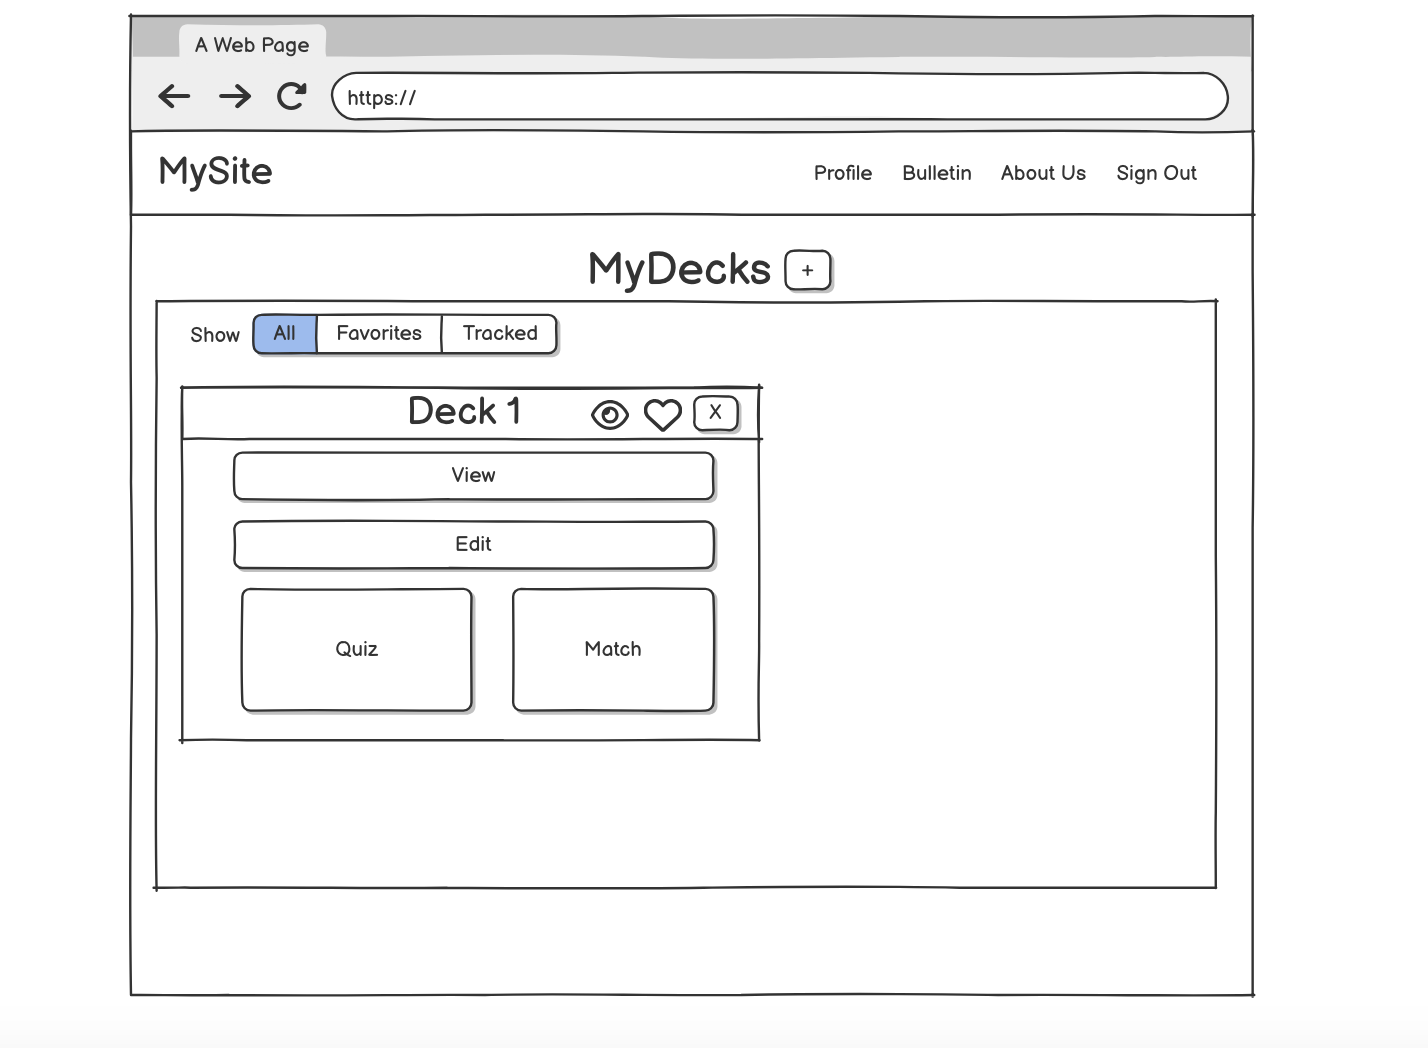 A Web Page
https://
MySite
Profile Bulletin About Us Sign Out
MyDecks +
Show All Favorites Tracked
Deck 1 X
View
Edit
Quiz Match